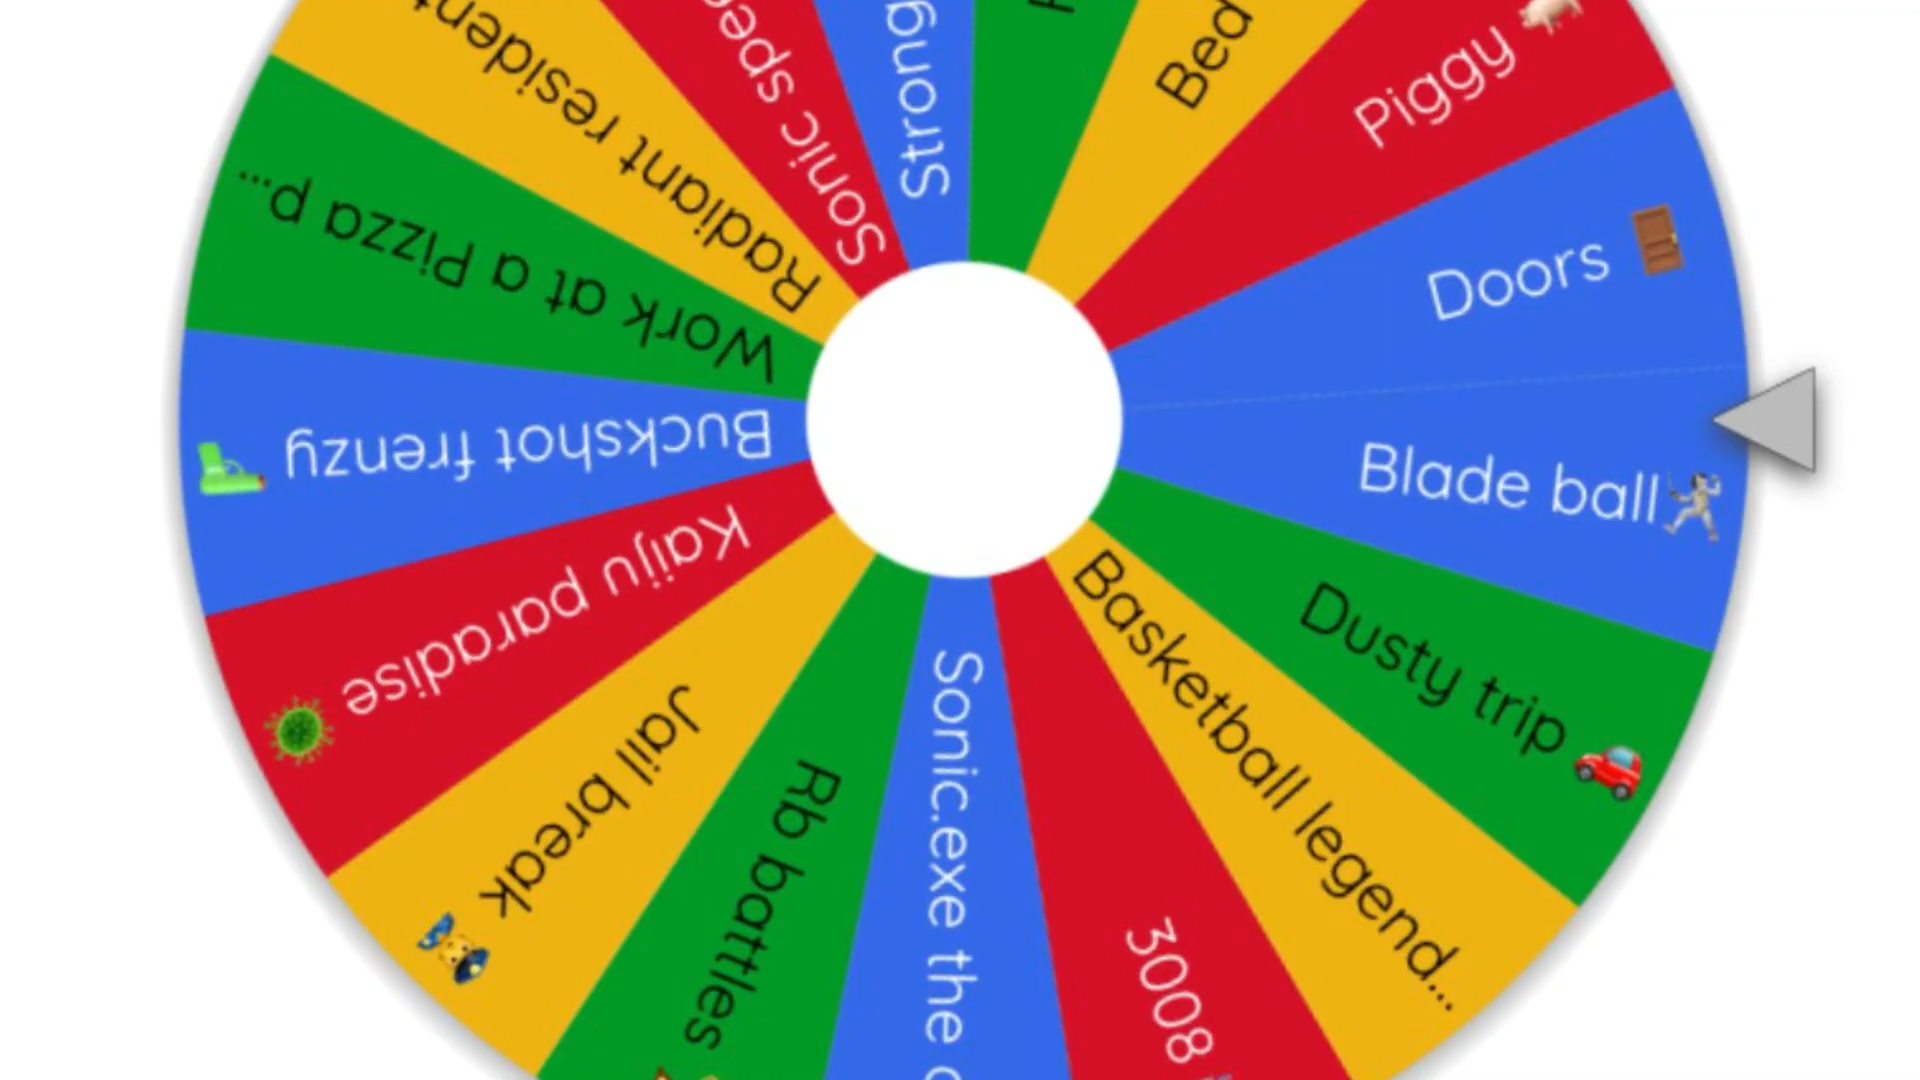 Strong
Bed
Piggy
Doors
Blade ball
Dusty trip
Basketball legend...
3008
Sonic.exe the
Rb battles
Jail break
Kaiju paradise
Buckshot frenzy
Work at a Pizza p...
Radiant resident
Sonic spee